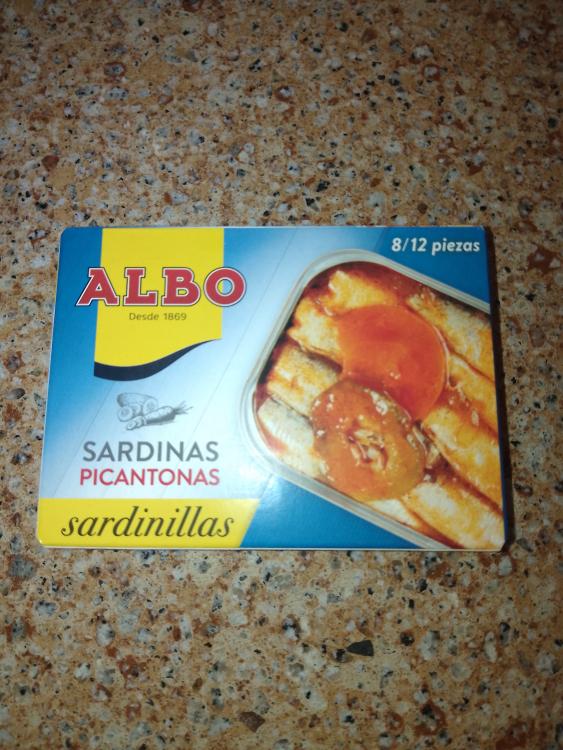 8/12 piezas
ALBO
Desde 1869
SARDINAS
PICANTONAS
sardinillas